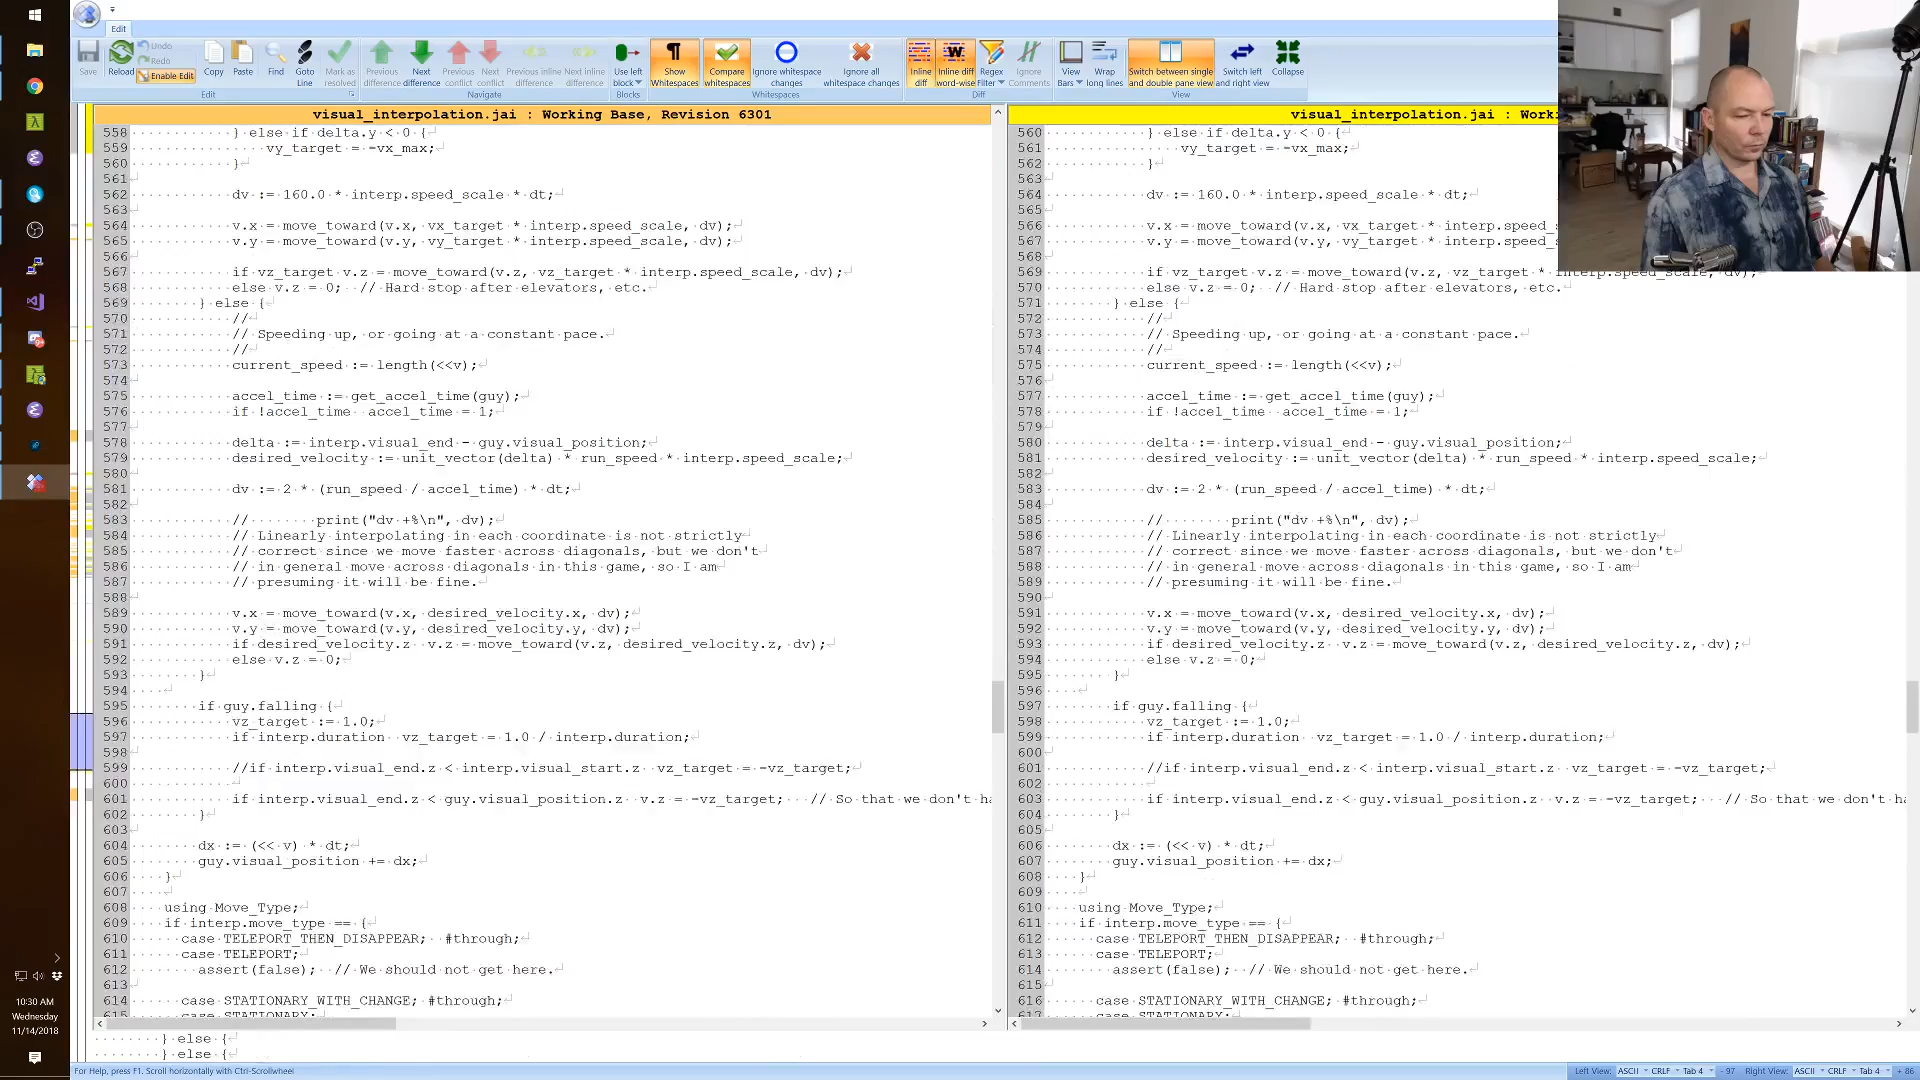 Edit
Save
Reload
Undo
Redo
Enable Edit
Copy
Paste
Find
Goto Line
Mark as resolved
Previous difference
Next difference
Previous conflict
Next conflict
Previous inline difference
Next inline difference
Use left block
Show Whitespaces
Compare whitespaces
Ignore whitespace changes
Ignore all whitespace changes
Inline diff
Inline diff word-wise
Regex Filter
Ignore Comments
View Bars
Wrap long lines
Switch between single and double pane view
Switch left and right view
Collapse
Edit
Navigate
Blocks
Whitespaces
Diff
View
visual_interpolation.jai : Working Base, Revision 6301
558 } else if delta.y < 0 {
559 vy_target = -vx_max;
560 }
561
562 dv := 160.0 * interp.speed_scale * dt;
563
564 v.x = move_toward(v.x, vx_target * interp.speed_scale, dv);
565 v.y = move_toward(v.y, vy_target * interp.speed_scale, dv);
566
567 if vz_target v.z = move_toward(v.z, vz_target * interp.speed_scale, dv);
568 else v.z = 0; // Hard stop after elevators, etc.
569 } else {
570 //
571 // Speeding up, or going at a constant pace.
572 //
573 current_speed := length(<<v);
574
575 accel_time := get_accel_time(guy);
576 if !accel_time accel_time = 1;
577
578 delta := interp.visual_end - guy.visual_position;
579 desired_velocity := unit_vector(delta) * run_speed * interp.speed_scale;
580
581 dv := 2 * (run_speed / accel_time) * dt;
582
583 // print("dv +%\n", dv);
584 // Linearly interpolating in each coordinate is not strictly
585 // correct since we move faster across diagonals, but we don't
586 // in general move across diagonals in this game, so I am
587 // presuming it will be fine.
588
589 v.x = move_toward(v.x, desired_velocity.x, dv);
590 v.y = move_toward(v.y, desired_velocity.y, dv);
591 if desired_velocity.z v.z = move_toward(v.z, desired_velocity.z, dv);
592 else v.z = 0;
593 }
594
595 if guy.falling {
596 vz_target := 1.0;
597 if interp.duration vz_target = 1.0 / interp.duration;
598
599 //if interp.visual_end.z < interp.visual_start.z vz_target = -vz_target;
600
601 if interp.visual_end.z < guy.visual_position.z v.z = -vz_target; // So that we don't ha
602 }
603
604 dx := (<< v) * dt;
605 guy.visual_position += dx;
606 }
607
608 using Move_Type;
609 if interp.move_type == {
610 case TELEPORT_THEN_DISAPPEAR; #through;
611 case TELEPORT;
612 assert(false); // We should not get here.
613
614 case STATIONARY_WITH_CHANGE; #through;
615 case STATIONARY;
visual_interpolation.jai : Work
560 } else if delta.y < 0 {
561 vy_target = -vx_max;
562 }
563
564 dv := 160.0 * interp.speed_scale * dt;
565
566 v.x = move_toward(v.x, vx_target * interp.speed_s
567 v.y = move_toward(v.y, vy_target * interp.speed_s
568
569 if vz_target v.z = move_toward(v.z, vz_target * interp.speed_scale, dv);
570 else v.z = 0; // Hard stop after elevators, etc.
571 } else {
572 //
573 // Speeding up, or going at a constant pace.
574 //
575 current_speed := length(<<v);
576
577 accel_time := get_accel_time(guy);
578 if !accel_time accel_time = 1;
579
580 delta := interp.visual_end - guy.visual_position;
581 desired_velocity := unit_vector(delta) * run_speed * interp.speed_scale;
582
583 dv := 2 * (run_speed / accel_time) * dt;
584
585 // print("dv +%\n", dv);
586 // Linearly interpolating in each coordinate is not strictly
587 // correct since we move faster across diagonals, but we don't
588 // in general move across diagonals in this game, so I am
589 // presuming it will be fine.
590
591 v.x = move_toward(v.x, desired_velocity.x, dv);
592 v.y = move_toward(v.y, desired_velocity.y, dv);
593 if desired_velocity.z v.z = move_toward(v.z, desired_velocity.z, dv);
594 else v.z = 0;
595 }
596
597 if guy.falling {
598 vz_target := 1.0;
599 if interp.duration vz_target = 1.0 / interp.duration;
600
601 //if interp.visual_end.z < interp.visual_start.z vz_target = -vz_target;
602
603 if interp.visual_end.z < guy.visual_position.z v.z = -vz_target; // So that we don't ha
604 }
605
606 dx := (<< v) * dt;
607 guy.visual_position += dx;
608 }
609
610 using Move_Type;
611 if interp.move_type == {
612 case TELEPORT_THEN_DISAPPEAR; #through;
613 case TELEPORT;
614 assert(false); // We should not get here.
615
616 case STATIONARY_WITH_CHANGE; #through;
617 case STATIONARY;
} else {
} else {
10:30 AM
Wednesday
11/14/2018
For Help, press F1. Scroll horizontally with Ctrl-Scrollwheel
Left View: ASCII CRLF Tab 4 - 97 Right View: ASCII CRLF Tab 4 + 86